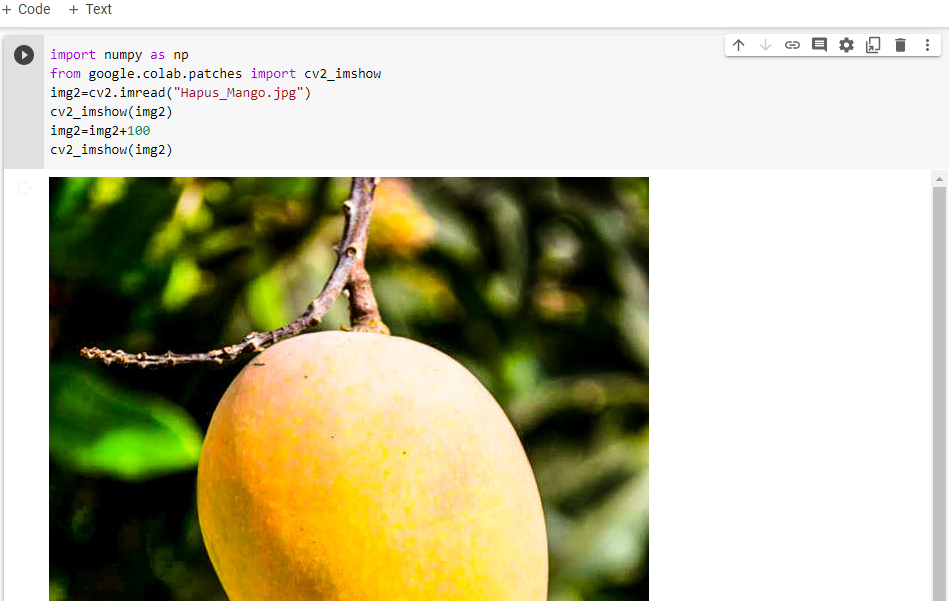 + Code + Text
import numpy as np
from google.colab.patches import cv2_imshow
img2=cv2.imread("Hapus_Mango.jpg")
cv2_imshow(img2)
img2=img2+100
cv2_imshow(img2)